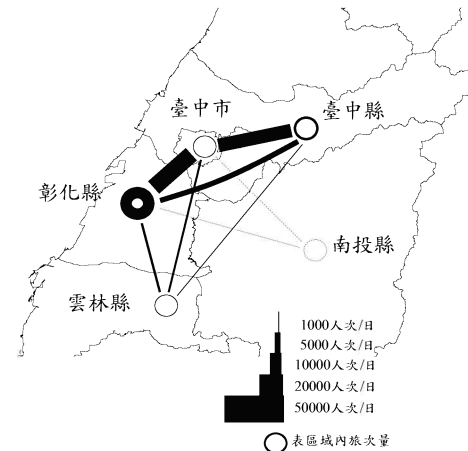 臺中市
臺中縣
彰化縣
南投縣
雲林縣
1000人次/日
5000人次/日
10000人次/日
20000人次/日
50000人次/日
表區域內旅次量